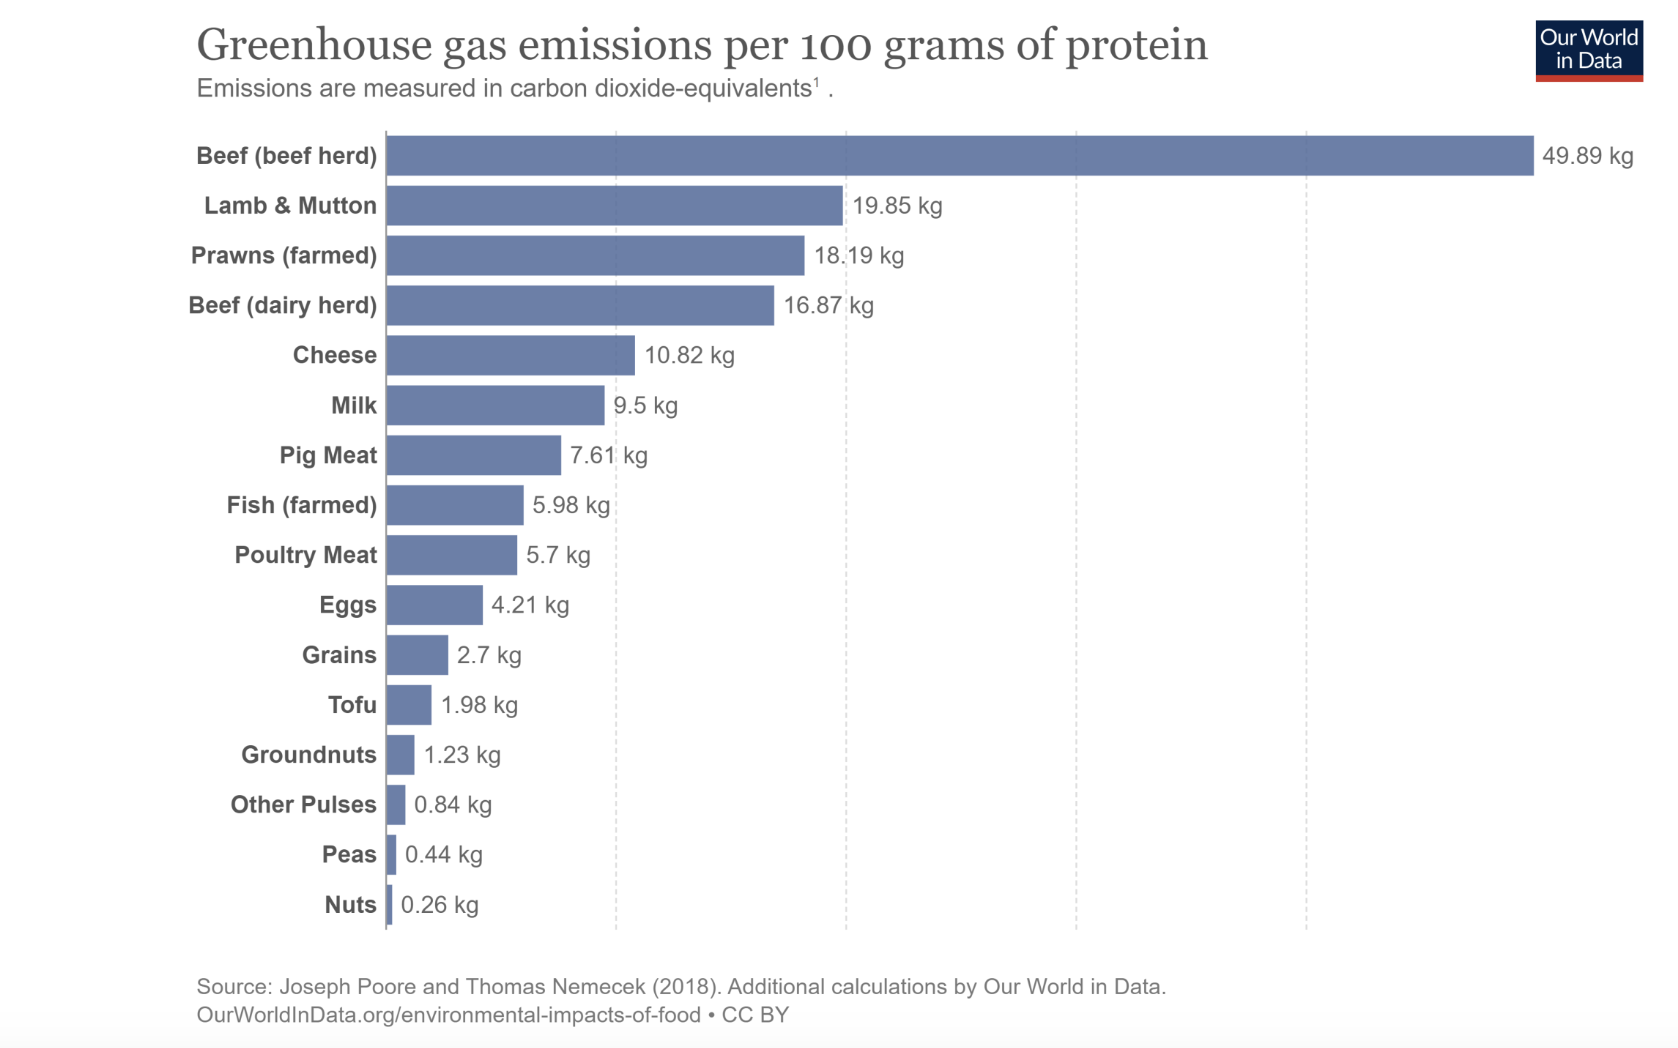 Greenhouse gas emissions per 100 grams of protein
Our World
in Data
Emissions are measured in carbon dioxide-equivalents¹ .
Beef (beef herd) 49.89 kg
Lamb & Mutton 19.85 kg
Prawns (farmed) 18.19 kg
Beef (dairy herd) 16.87 kg
Cheese 10.82 kg
Milk 9.5 kg
Pig Meat 7.61 kg
Fish (farmed) 5.98 kg
Poultry Meat 5.7 kg
Eggs 4.21 kg
Grains 2.7 kg
Tofu 1.98 kg
Groundnuts 1.23 kg
Other Pulses 0.84 kg
Peas 0.44 kg
Nuts 0.26 kg
Source: Joseph Poore and Thomas Nemecek (2018). Additional calculations by Our World in Data.
OurWorldInData.org/environmental-impacts-of-food • CC BY